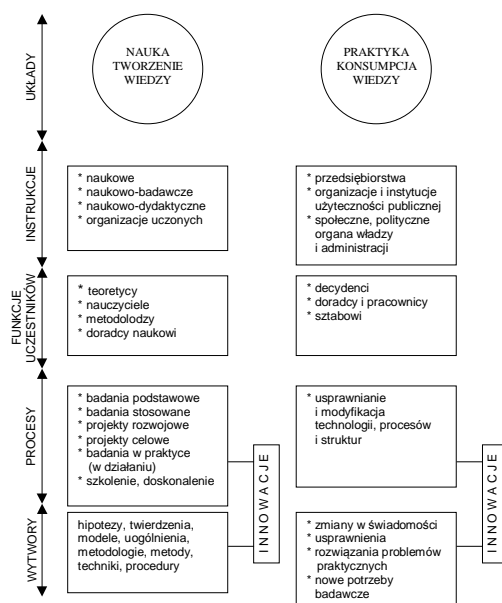 UKŁADY
NAUKA
TWORZENIE
WIEDZY
PRAKTYKA
KONSUMPCJA
WIEDZY
INSTRUKCJE
* naukowe
* naukowo-badawcze
* naukowo-dydaktyczne
* organizacje uczonych
* przedsiębiorstwa
* organizacje i instytucje
użyteczności publicznej
* społeczne, polityczne
organa władzy
i administracji
FUNKCJE
UCZESTNIKÓW
* teoretycy
* nauczyciele
* metodolodzy
* doradcy naukowi
* decydenci
* doradcy i pracownicy
* sztabowi
PROCESY
* badania podstawowe
* badania stosowane
* projekty rozwojowe
* projekty celowe
* badania w praktyce
(w działaniu)
* szkolenie, doskonalenie
* usprawnianie
i modyfikacja
technologii, procesów
i struktur
INNOWACJE
INNOWACJE
WYTWORY
hipotezy, twierdzenia,
modele, uogólnienia,
metodologie, metody,
techniki, procedury
* zmiany w świadomości
* usprawnienia
* rozwiązania problemów
praktycznych
* nowe potrzeby
badawcze